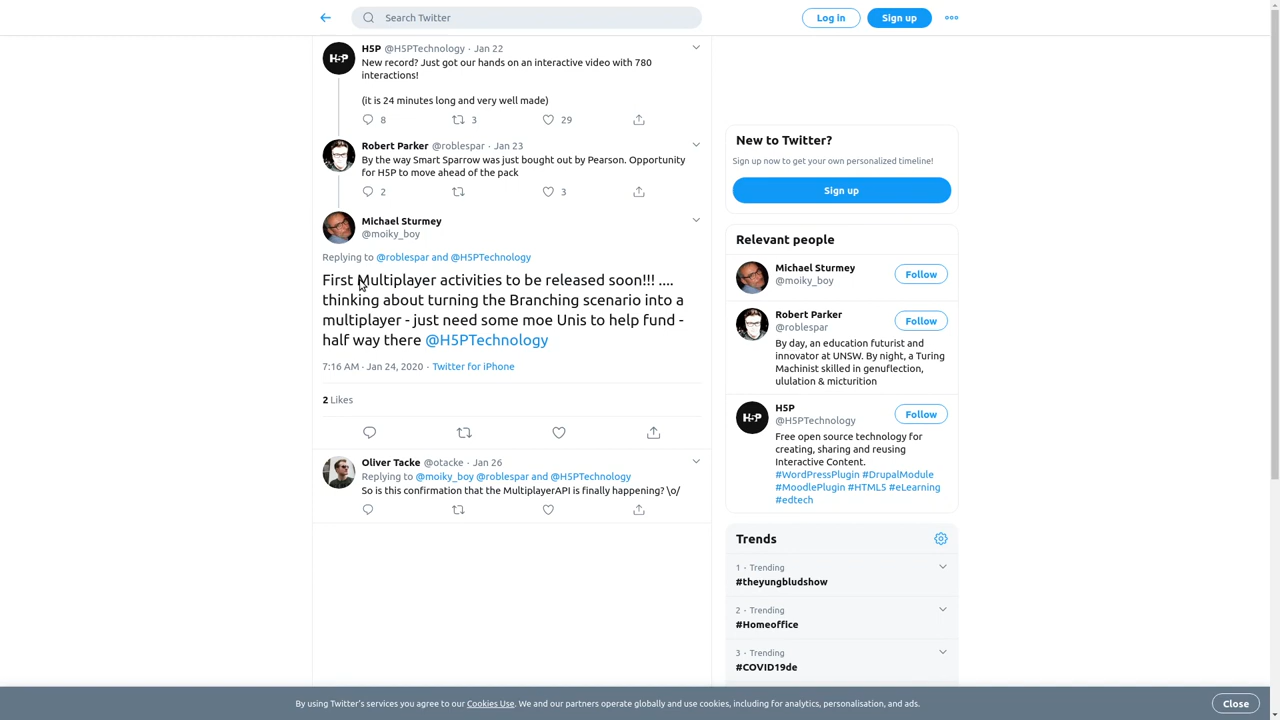 Search Twitter
Log in
Sign up
H5P @H5PTechnology · Jan 22
New record? Just got our hands on an interactive video with 780
interactions!
(it is 24 minutes long and very well made)
8 3 29
Robert Parker @roblespar · Jan 23
By the way Smart Sparrow was just bought out by Pearson. Opportunity
for H5P to move ahead of the pack
2 3
Michael Sturmey
@moiky_boy
Replying to @roblespar and @H5PTechnology
First Multiplayer activities to be released soon!!! ....
thinking about turning the Branching scenario into a
multiplayer - just need some moe Unis to help fund -
half way there @H5PTechnology
7:16 AM · Jan 24, 2020 · Twitter for iPhone
2 Likes
Oliver Tacke @otacke · Jan 26
Replying to @moiky_boy @roblespar and @H5PTechnology
So is this confirmation that the MultiplayerAPI is finally happening? \o/
New to Twitter?
Sign up now to get your own personalized timeline!
Sign up
Relevant people
Michael Sturmey
@moiky_boy
Follow
Robert Parker
@roblespar
Follow
By day, an education futurist and
innovator at UNSW. By night, a Turing
Machinist skilled in genuflection,
ululation & micturition
H5P
@H5PTechnology
Follow
Free open source technology for
creating, sharing and reusing
Interactive Content.
#WordPressPlugin #DrupalModule
#MoodlePlugin #HTML5 #eLearning
#edtech
Trends
1 · Trending
#theyungbludshow
2 · Trending
#Homeoffice
3 · Trending
#COVID19de
By using Twitter's services you agree to our Cookies Use. We and our partners operate globally and use cookies, including for analytics, personalisation, and ads.
Close